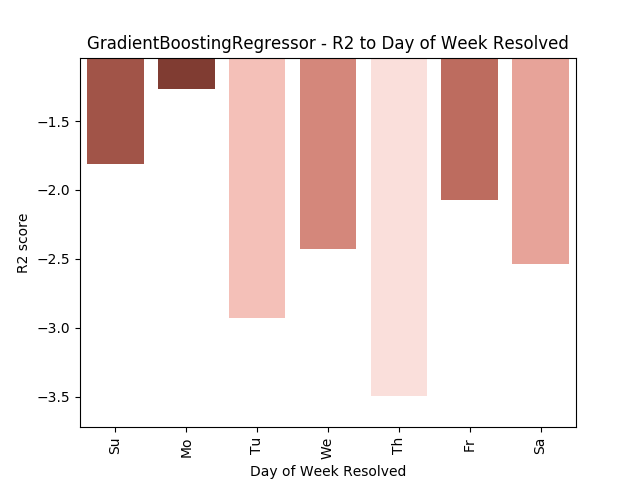 GradientBoostingRegressor - R2 to Day of Week Resolved
−1.5
−2.0
−2.5
−3.0
−3.5
R2 score
Su Mo Tu We Th Fr Sa
Day of Week Resolved